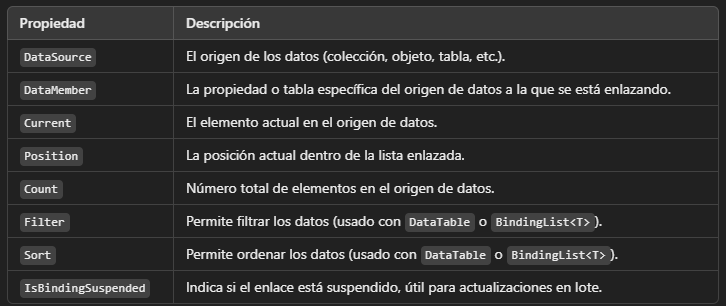 Propiedad Descripción
DataSource El origen de los datos (colección, objeto, tabla, etc.).
DataMember La propiedad o tabla específica del origen de datos a la que se está enlazando.
Current El elemento actual en el origen de datos.
Position La posición actual dentro de la lista enlazada.
Count Número total de elementos en el origen de datos.
Filter Permite filtrar los datos (usado con DataTable o BindingList<T>).
Sort Permite ordenar los datos (usado con DataTable o BindingList<T>).
IsBindingSuspended Indica si el enlace está suspendido, útil para actualizaciones en lote.